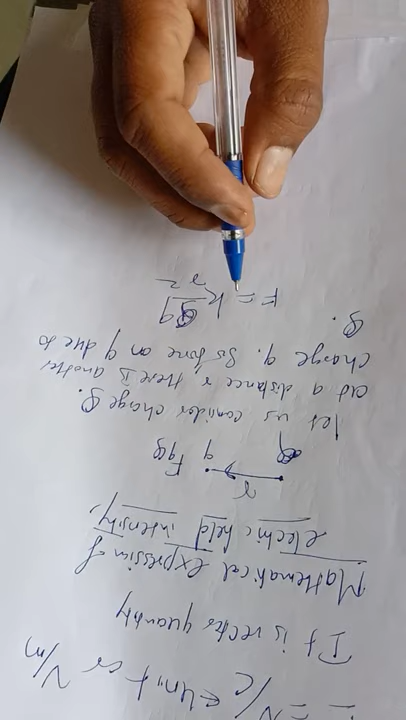 = N/C ← unit or V/m
It is vector quantity
Mathematical expression of
electric field intensity,
r
Q q FqQ
let us consider charge Q.
at a distance r there is another
charge q. So force on q due to
Q.
F = k Qq
r²